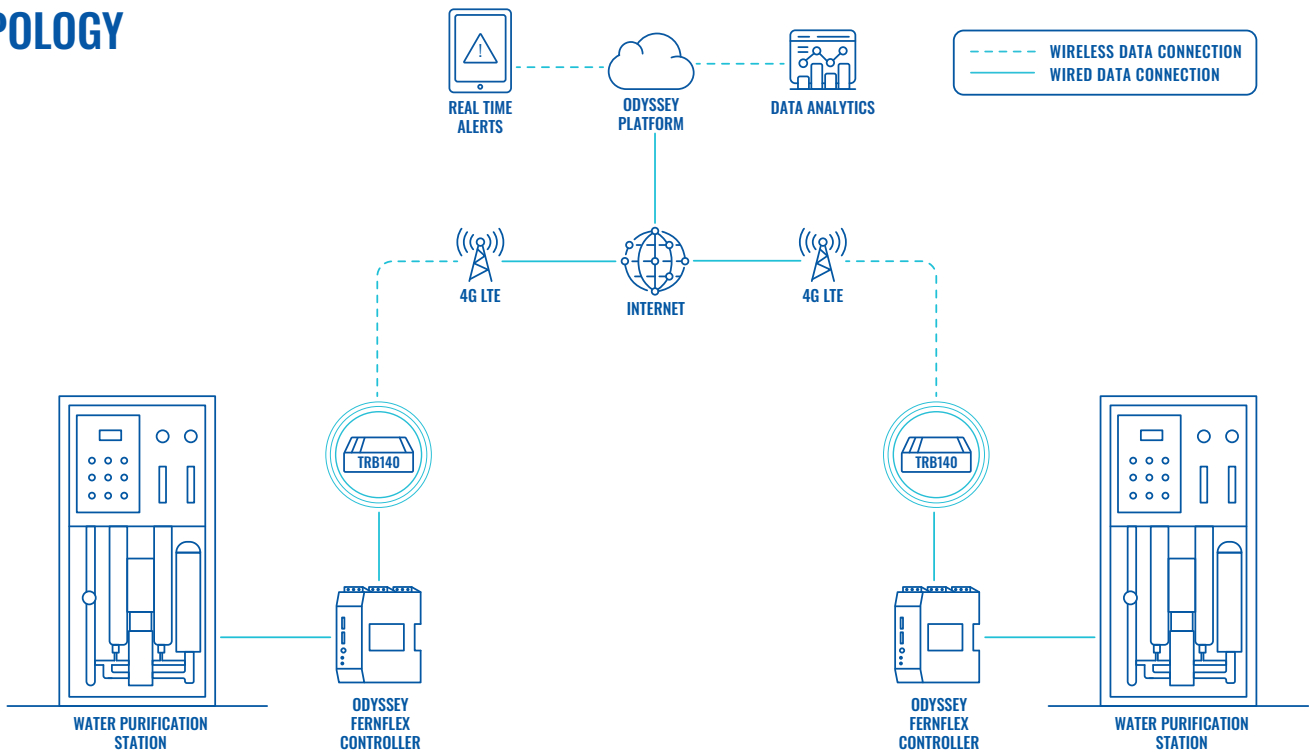 POLOGY
WIRELESS DATA CONNECTION
WIRED DATA CONNECTION
REAL TIME
ALERTS
ODYSSEY
PLATFORM
DATA ANALYTICS
4G LTE
INTERNET
4G LTE
TRB140
TRB140
ODYSSEY
FERNFLEX
CONTROLLER
ODYSSEY
FERNFLEX
CONTROLLER
WATER PURIFICATION
STATION
WATER PURIFICATION
STATION